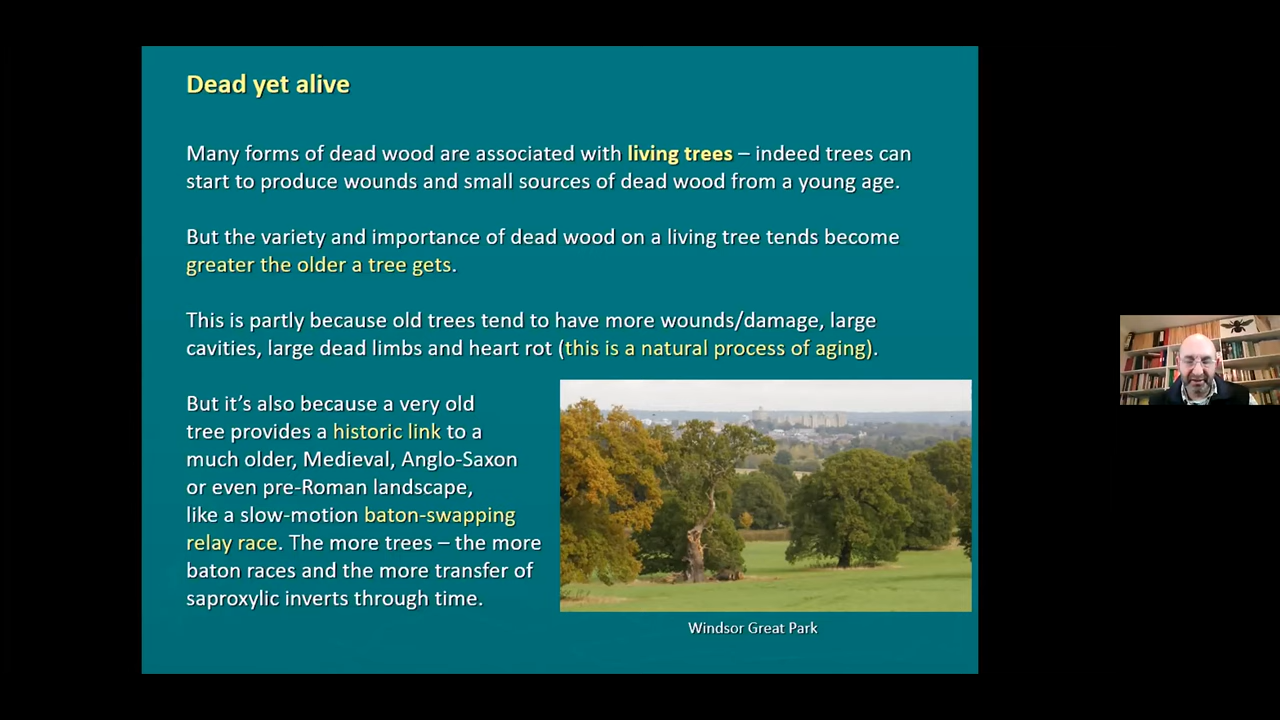 Dead yet alive
Many forms of dead wood are associated with living trees – indeed trees can
start to produce wounds and small sources of dead wood from a young age.
But the variety and importance of dead wood on a living tree tends become
greater the older a tree gets.
This is partly because old trees tend to have more wounds/damage, large
cavities, large dead limbs and heart rot (this is a natural process of aging).
But it’s also because a very old
tree provides a historic link to a
much older, Medieval, Anglo-Saxon
or even pre-Roman landscape,
like a slow-motion baton-swapping
relay race. The more trees – the more
baton races and the more transfer of
saproxylic inverts through time.
Windsor Great Park